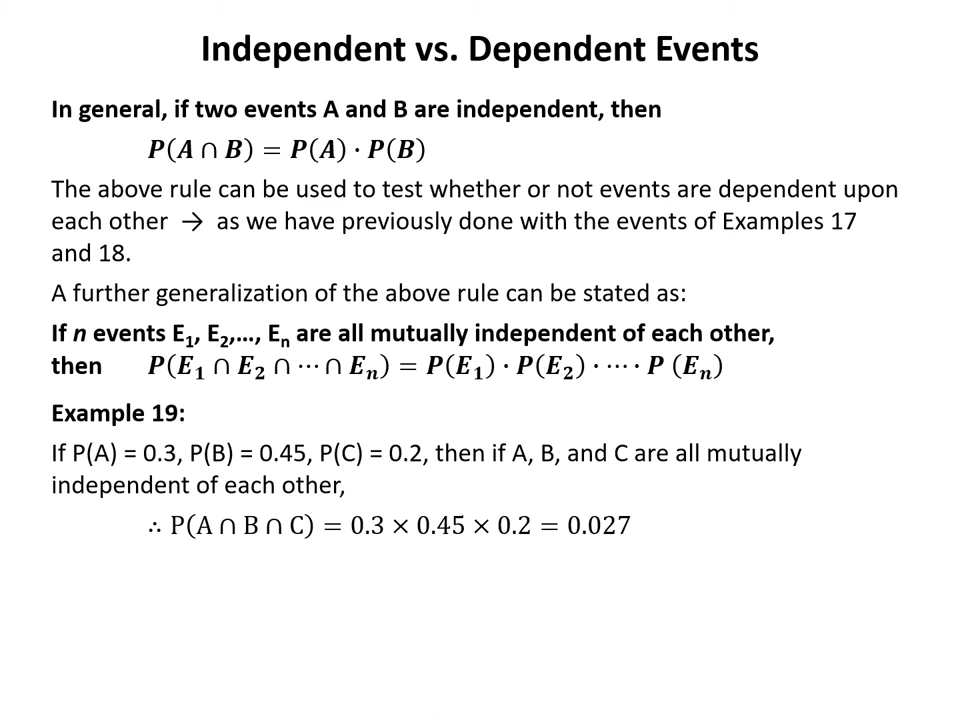 Independent vs. Dependent Events
In general, if two events A and B are independent, then
P(A ∩ B) = P(A) · P(B)
The above rule can be used to test whether or not events are dependent upon
each other → as we have previously done with the events of Examples 17
and 18.
A further generalization of the above rule can be stated as:
If n events E₁, E₂,…, Eₙ are all mutually independent of each other,
then P(E₁ ∩ E₂ ∩ ⋯ ∩ Eₙ) = P(E₁) · P(E₂) · ⋯ · P (Eₙ)
Example 19:
If P(A) = 0.3, P(B) = 0.45, P(C) = 0.2, then if A, B, and C are all mutually
independent of each other,
∴ P(A ∩ B ∩ C) = 0.3 × 0.45 × 0.2 = 0.027